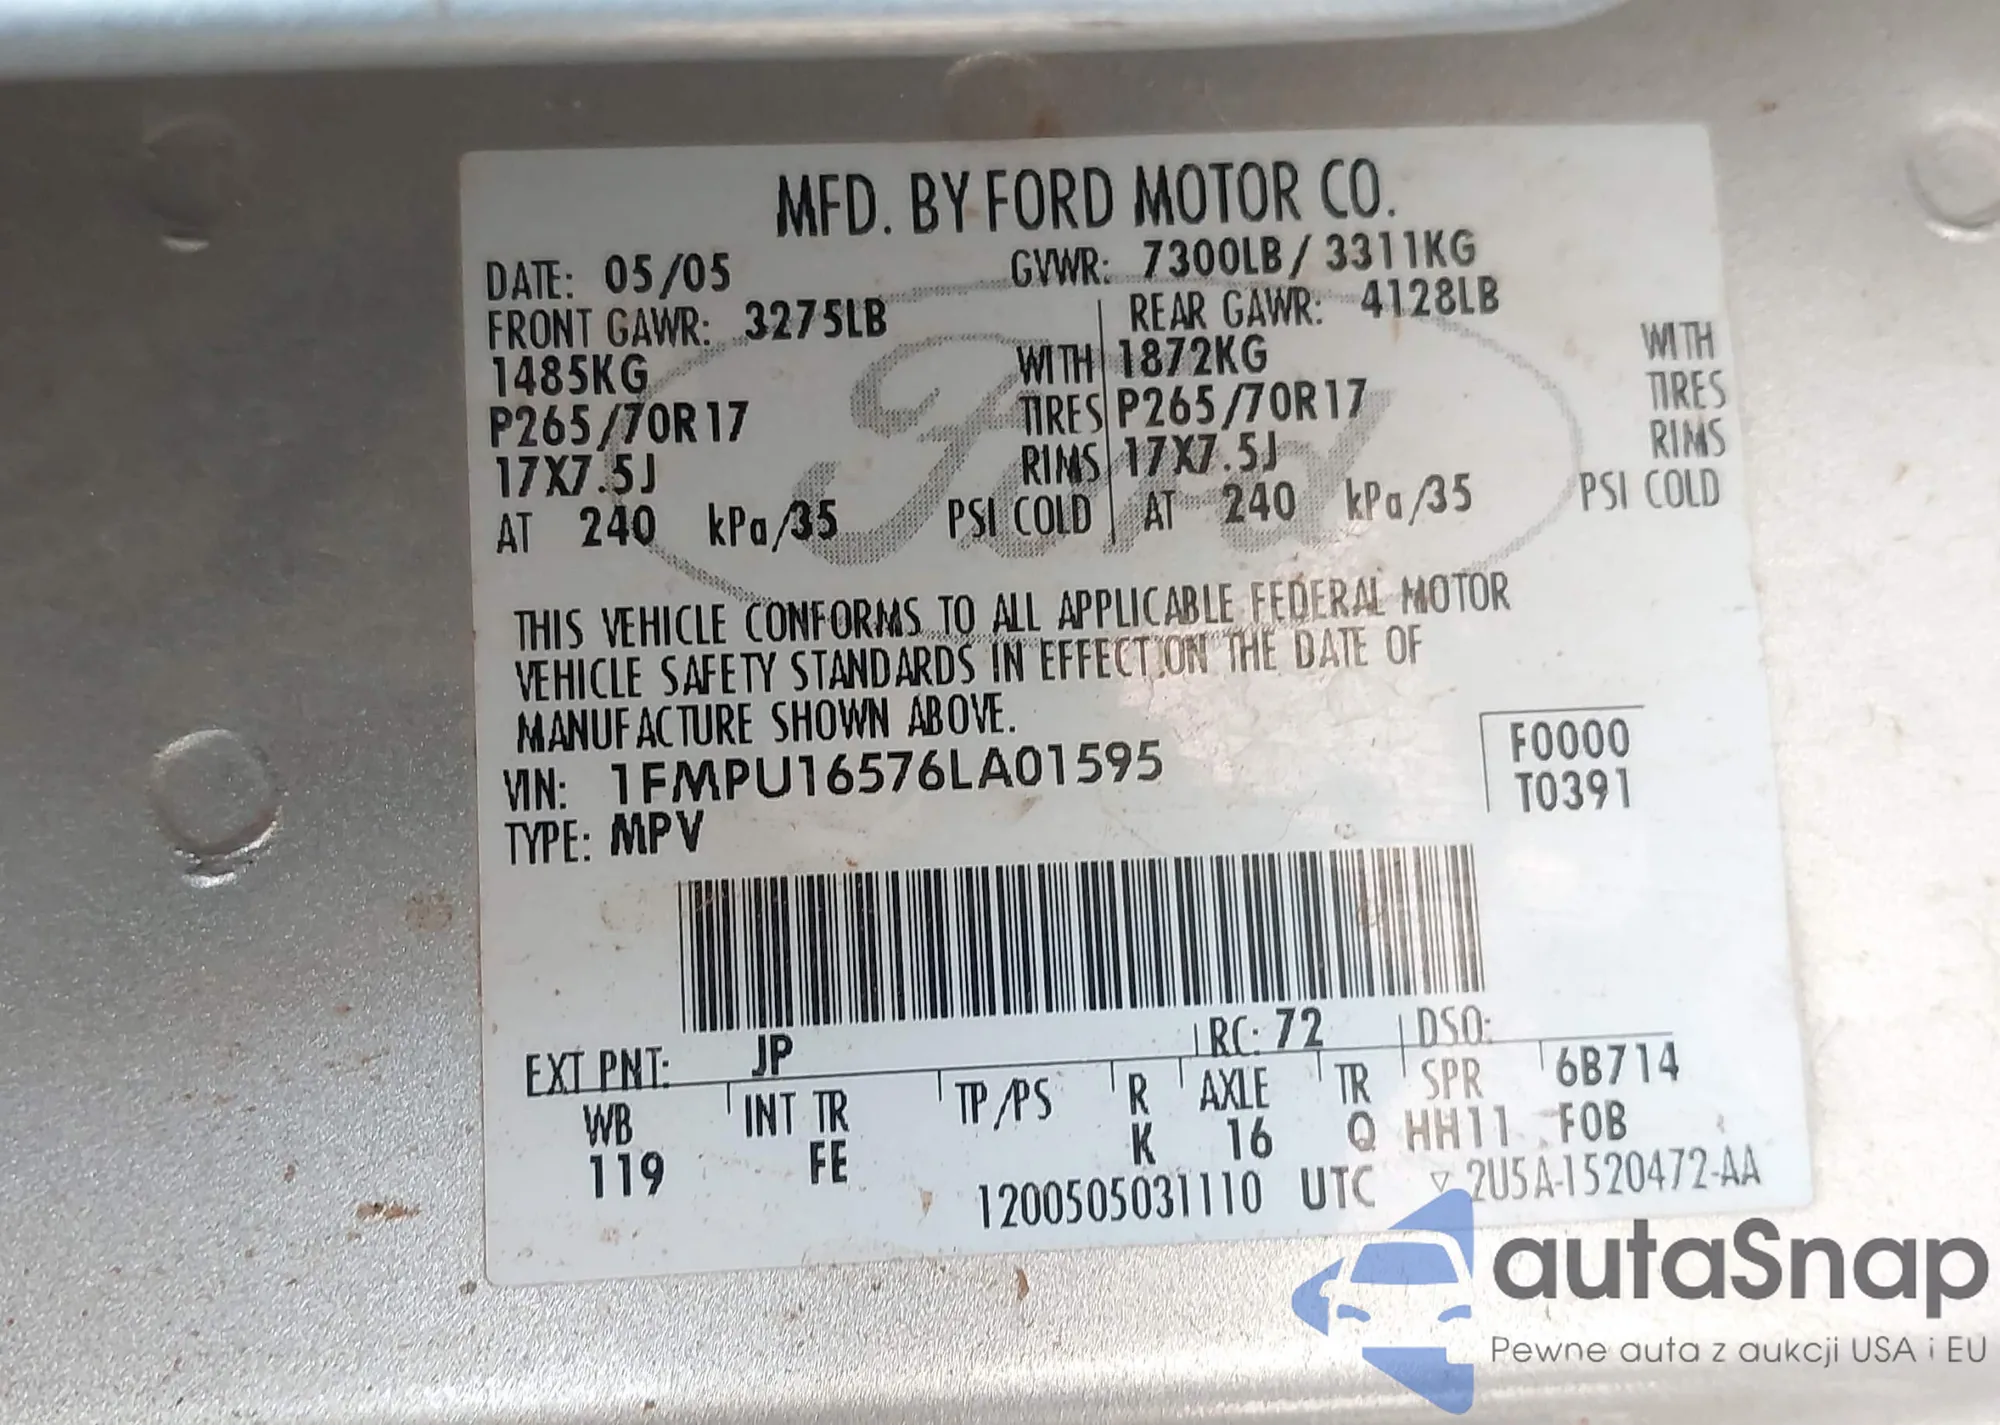 MFD. BY FORD MOTOR CO.
DATE: 05/05 GVWR: 7300LB / 3311KG
FRONT GAWR: 3275LB REAR GAWR: 4128LB
1485KG WITH 1872KG WITH
P265/70R17 TIRES P265/70R17 TIRES
17X7.5J RIMS 17X7.5J RIMS
AT 240 kPa/35 PSI COLD AT 240 kPa/35 PSI COLD
Ford
THIS VEHICLE CONFORMS TO ALL APPLICABLE FEDERAL MOTOR
VEHICLE SAFETY STANDARDS IN EFFECT ON THE DATE OF
MANUFACTURE SHOWN ABOVE.
VIN: 1FMPU16576LA01595 F0000
TYPE: MPV T0391
EXT PNT: JP RC: 72 DSO:
WB INT TR TP/PS R AXLE TR SPR 6B714
119 FE K 16 Q HH11 F0B
1200505031110 UTC ▽ 2U5A-1520472-AA
autaSnap
Pewne auta z aukcji USA i EU